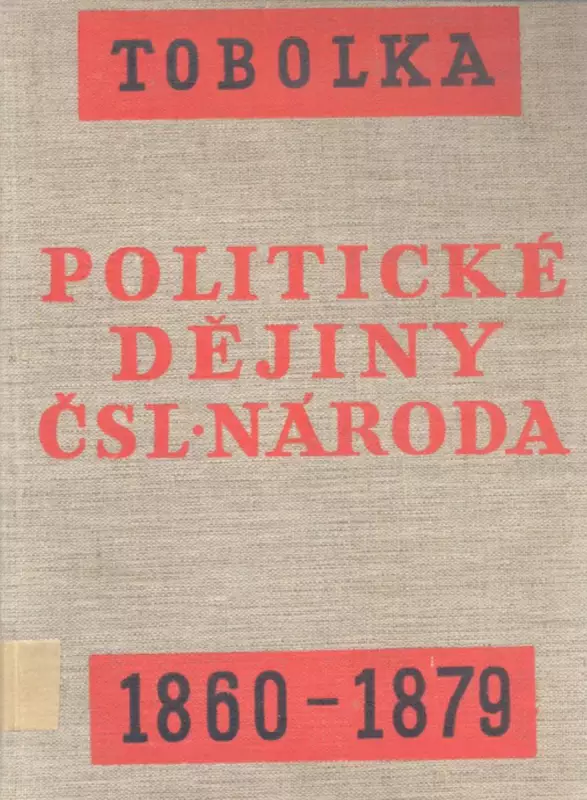 TOBOLKA
POLITICKÉ
DĚJINY
ČSL·NÁRODA
1860-1879